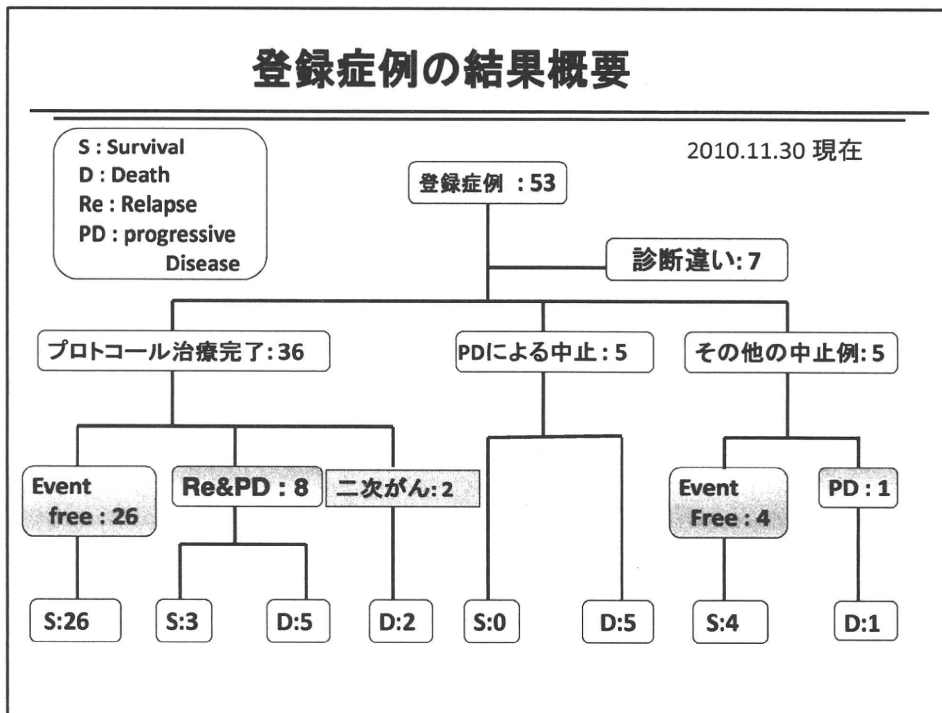 登録症例の結果概要
S : Survival
D : Death
Re : Relapse
PD : progressive
Disease
2010.11.30 現在
登録症例 : 53
診断違い: 7
プロトコール治療完了: 36
PDによる中止: 5
その他の中止例: 5
Event
free : 26
Re&PD : 8
二次がん: 2
Event
Free : 4
PD : 1
S:26
S:3
D:5
D:2
S:0
D:5
S:4
D:1